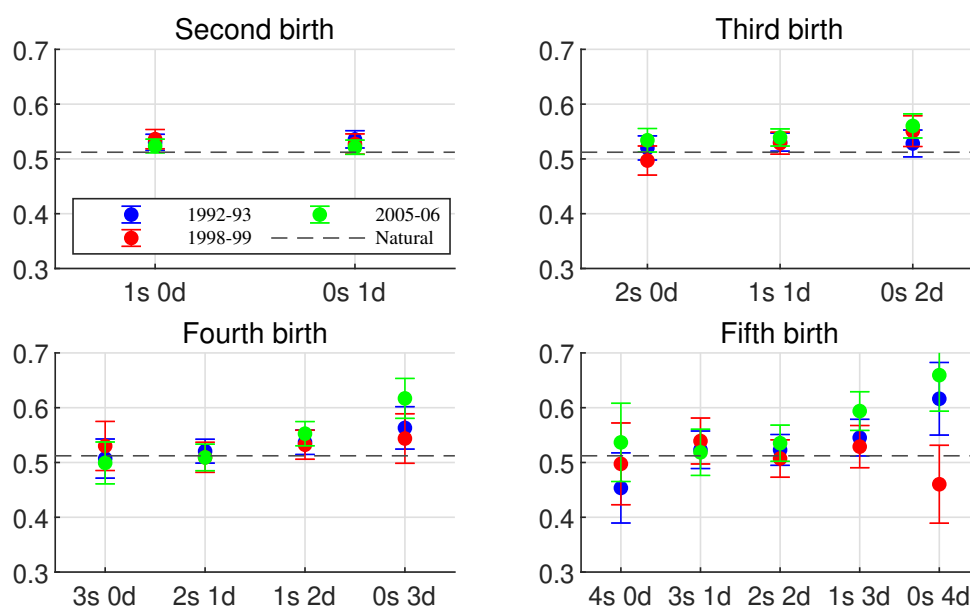 Second birth
0.7
0.6
0.5
0.4
0.3
1s 0d 0s 1d
1992-93 2005-06
1998-99 Natural
Third birth
0.7
0.6
0.5
0.4
0.3
2s 0d 1s 1d 0s 2d
Fourth birth
0.7
0.6
0.5
0.4
0.3
3s 0d 2s 1d 1s 2d 0s 3d
Fifth birth
0.7
0.6
0.5
0.4
0.3
4s 0d 3s 1d 2s 2d 1s 3d 0s 4d